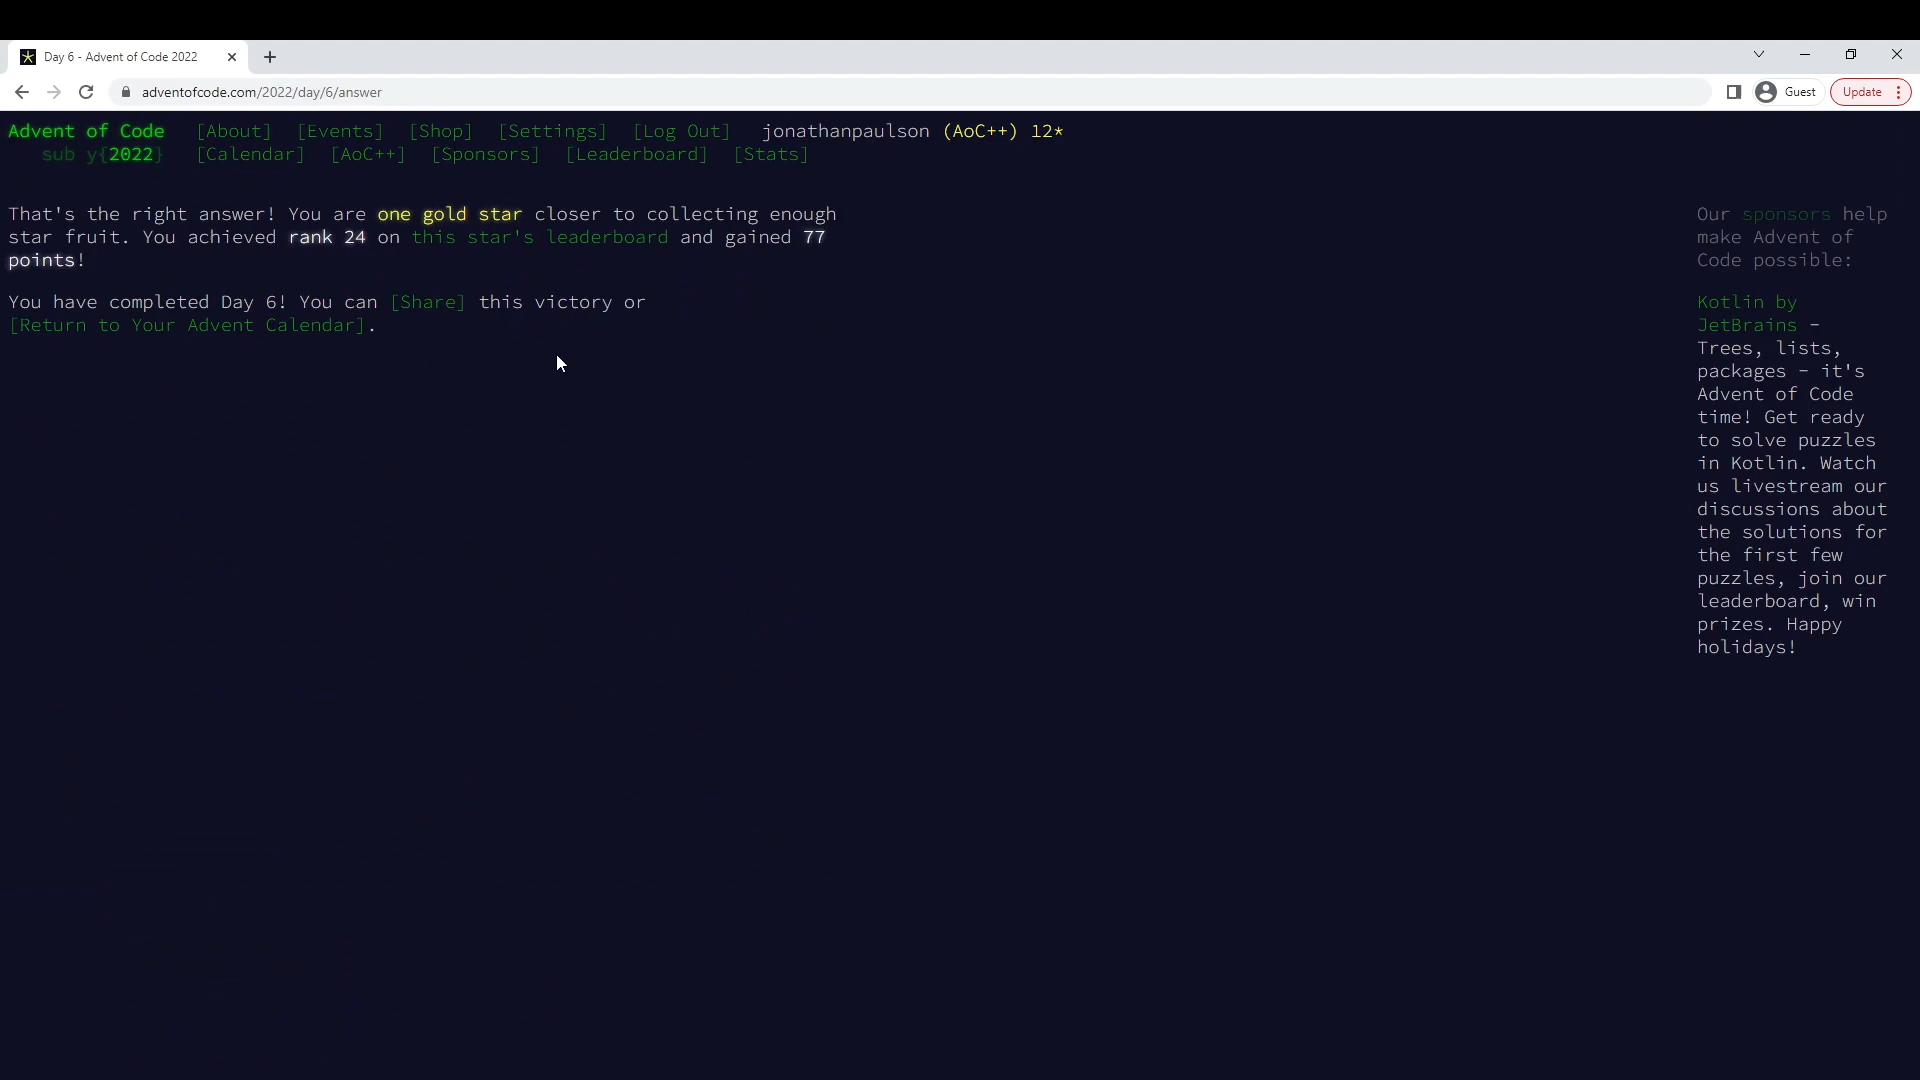 Day 6 - Advent of Code 2022
adventofcode.com/2022/day/6/answer
Guest
Update
Advent of Code [About] [Events] [Shop] [Settings] [Log Out] jonathanpaulson (AoC++) 12*
sub y{2022} [Calendar] [AoC++] [Sponsors] [Leaderboard] [Stats]
That's the right answer! You are one gold star closer to collecting enough
star fruit. You achieved rank 24 on this star's leaderboard and gained 77
points!
You have completed Day 6! You can [Share] this victory or
[Return to Your Advent Calendar].
Our sponsors help
make Advent of
Code possible:
Kotlin by
JetBrains -
Trees, lists,
packages - it's
Advent of Code
time! Get ready
to solve puzzles
in Kotlin. Watch
us livestream our
discussions about
the solutions for
the first few
puzzles, join our
leaderboard, win
prizes. Happy
holidays!